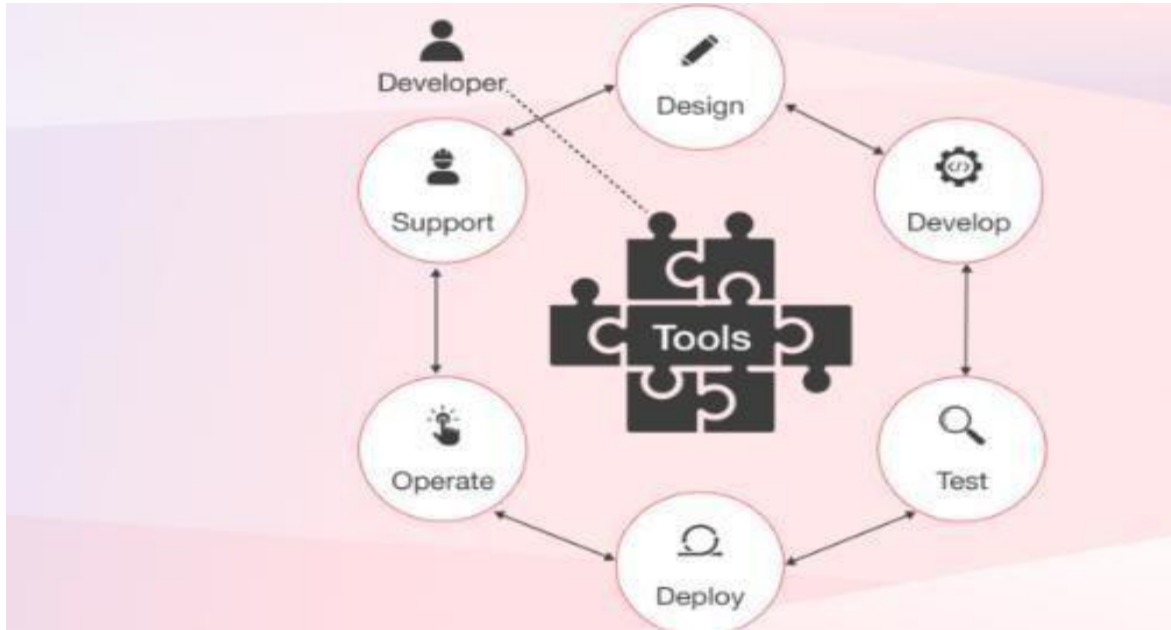 Developer
Design
Support
Develop
Tools
Operate
Test
Deploy